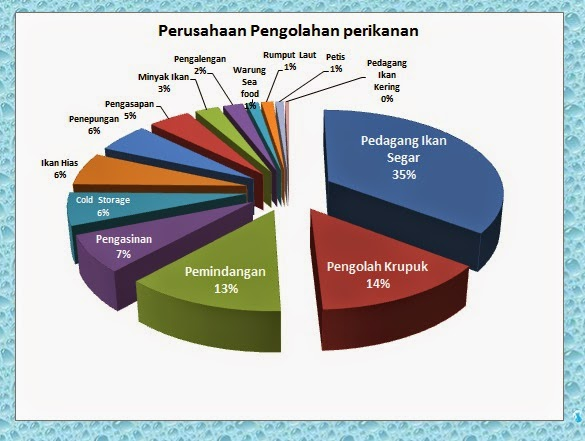 Perusahaan Pengolahan perikanan
Pedagang Ikan
Segar
35%
Pengolah Krupuk
14%
Pemindangan
13%
Pengasinan
7%
Cold Storage
6%
Ikan Hias
6%
Penepungan
6%
Pengasapan
5%
Minyak Ikan
3%
Pengalengan
2%
Warung
Sea
food
1%
Rumput Laut
1%
Petis
1%
Pedagang
Ikan
Kering
0%